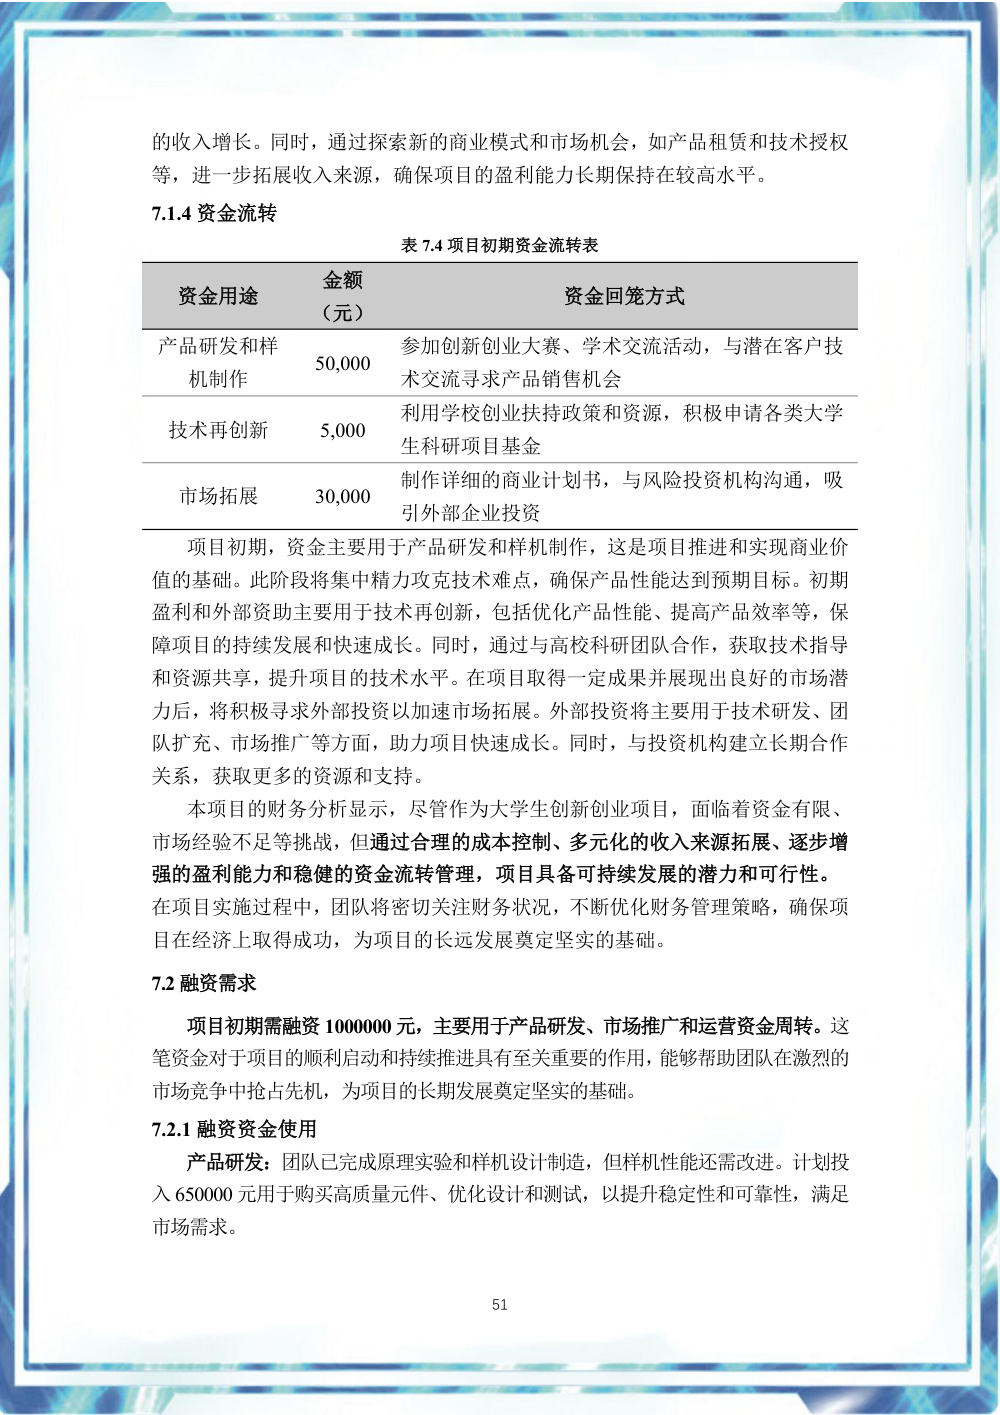 的收入增长。同时，通过探索新的商业模式和市场机会，如产品租赁和技术授权
等，进一步拓展收入来源，确保项目的盈利能力长期保持在较高水平。
7.1.4 资金流转
表 7.4 项目初期资金流转表
资金用途
金额
（元）
资金回笼方式
产品研发和样
机制作
50,000
参加创新创业大赛、学术交流活动，与潜在客户技
术交流寻求产品销售机会
技术再创新
5,000
利用学校创业扶持政策和资源，积极申请各类大学
生科研项目基金
市场拓展
30,000
制作详细的商业计划书，与风险投资机构沟通，吸
引外部企业投资
项目初期，资金主要用于产品研发和样机制作，这是项目推进和实现商业价
值的基础。此阶段将集中精力攻克技术难点，确保产品性能达到预期目标。初期
盈利和外部资助主要用于技术再创新，包括优化产品性能、提高产品效率等，保
障项目的持续发展和快速成长。同时，通过与高校科研团队合作，获取技术指导
和资源共享，提升项目的技术水平。在项目取得一定成果并展现出良好的市场潜
力后，将积极寻求外部投资以加速市场拓展。外部投资将主要用于技术研发、团
队扩充、市场推广等方面，助力项目快速成长。同时，与投资机构建立长期合作
关系，获取更多的资源和支持。
本项目的财务分析显示，尽管作为大学生创新创业项目，面临着资金有限、
市场经验不足等挑战，但通过合理的成本控制、多元化的收入来源拓展、逐步增
强的盈利能力和稳健的资金流转管理，项目具备可持续发展的潜力和可行性。
在项目实施过程中，团队将密切关注财务状况，不断优化财务管理策略，确保项
目在经济上取得成功，为项目的长远发展奠定坚实的基础。
7.2 融资需求
项目初期需融资 1000000 元，主要用于产品研发、市场推广和运营资金周转。这
笔资金对于项目的顺利启动和持续推进具有至关重要的作用，能够帮助团队在激烈的
市场竞争中抢占先机，为项目的长期发展奠定坚实的基础。
7.2.1 融资资金使用
产品研发：团队已完成原理实验和样机设计制造，但样机性能还需改进。计划投
入 650000 元用于购买高质量元件、优化设计和测试，以提升稳定性和可靠性，满足
市场需求。
51